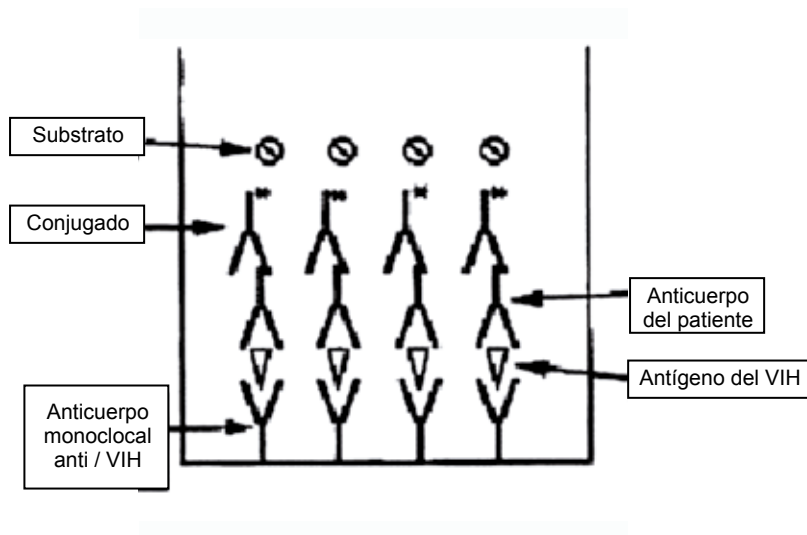 Substrato
Conjugado
Anticuerpo
del patiente
Antígeno del VIH
Anticuerpo
monoclocal
anti / VIH